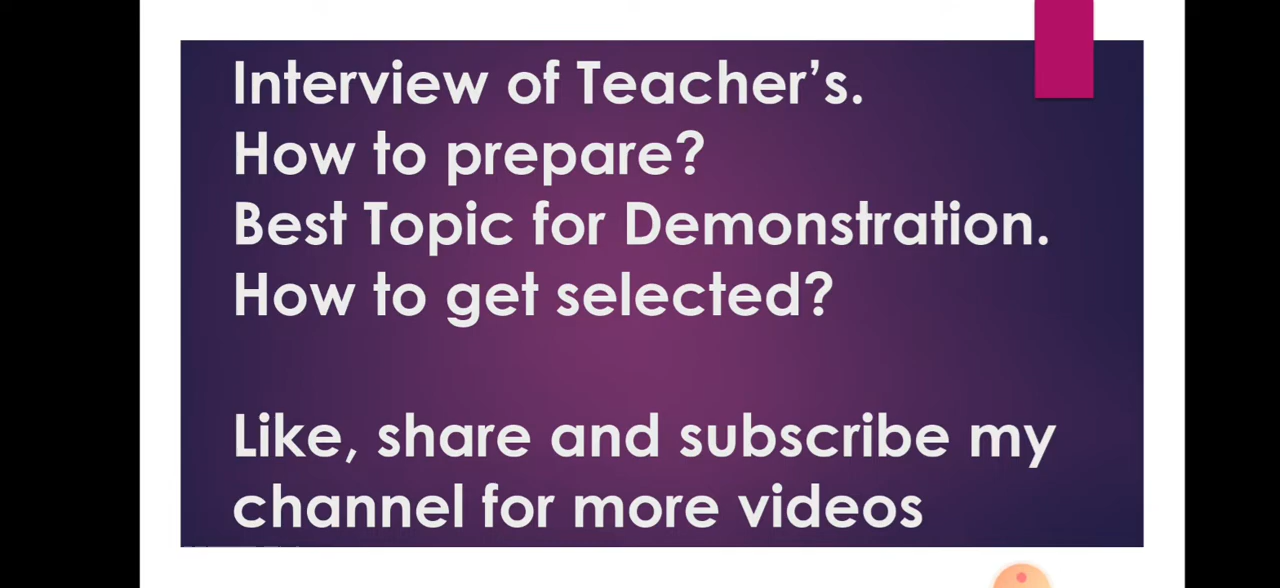 Interview of Teacher’s.
How to prepare?
Best Topic for Demonstration.
How to get selected?
Like, share and subscribe my
channel for more videos